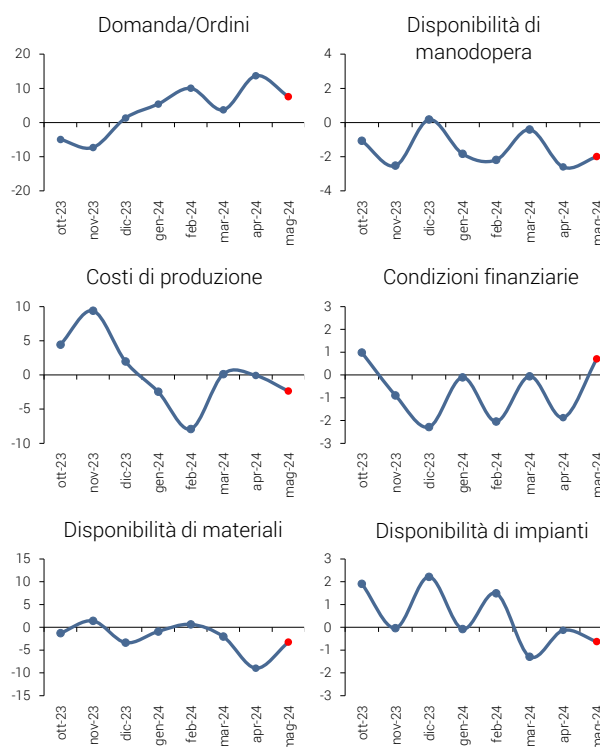 Domanda/Ordini
20
10
0
-10
-20
ott-23
nov-23
dic-23
gen-24
feb-24
mar-24
apr-24
mag-24
Disponibilità di
manodopera
4
2
0
-2
-4
ott-23
nov-23
dic-23
gen-24
feb-24
mar-24
apr-24
mag-24
Costi di produzione
10
5
0
-5
-10
ott-23
nov-23
dic-23
gen-24
feb-24
mar-24
apr-24
mag-24
Condizioni finanziarie
3
2
1
0
-1
-2
-3
ott-23
nov-23
dic-23
gen-24
feb-24
mar-24
apr-24
mag-24
Disponibilità di materiali
15
10
5
0
-5
-10
-15
ott-23
nov-23
dic-23
gen-24
feb-24
mar-24
apr-24
mag-24
Disponibilità di impianti
3
2
1
0
-1
-2
-3
ott-23
nov-23
dic-23
gen-24
feb-24
mar-24
apr-24
mag-24